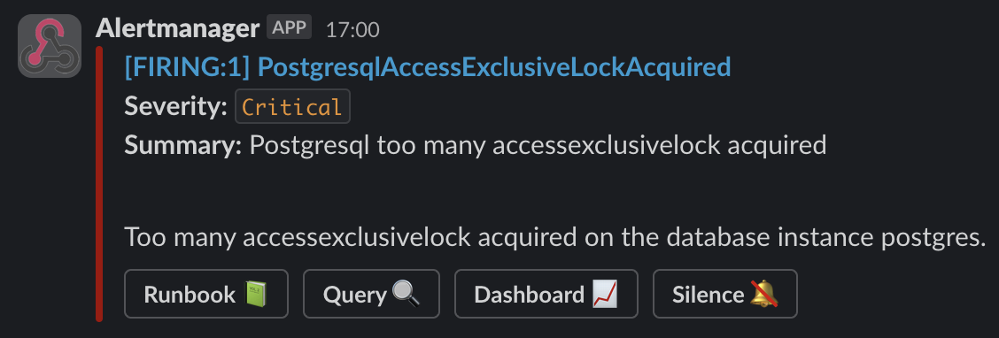 Alertmanager APP 17:00
[FIRING:1] PostgresqlAccessExclusiveLockAcquired
Severity: Critical
Summary: Postgresql too many accessexclusivelock acquired
Too many accessexclusivelock acquired on the database instance postgres.
Runbook Query Dashboard Silence